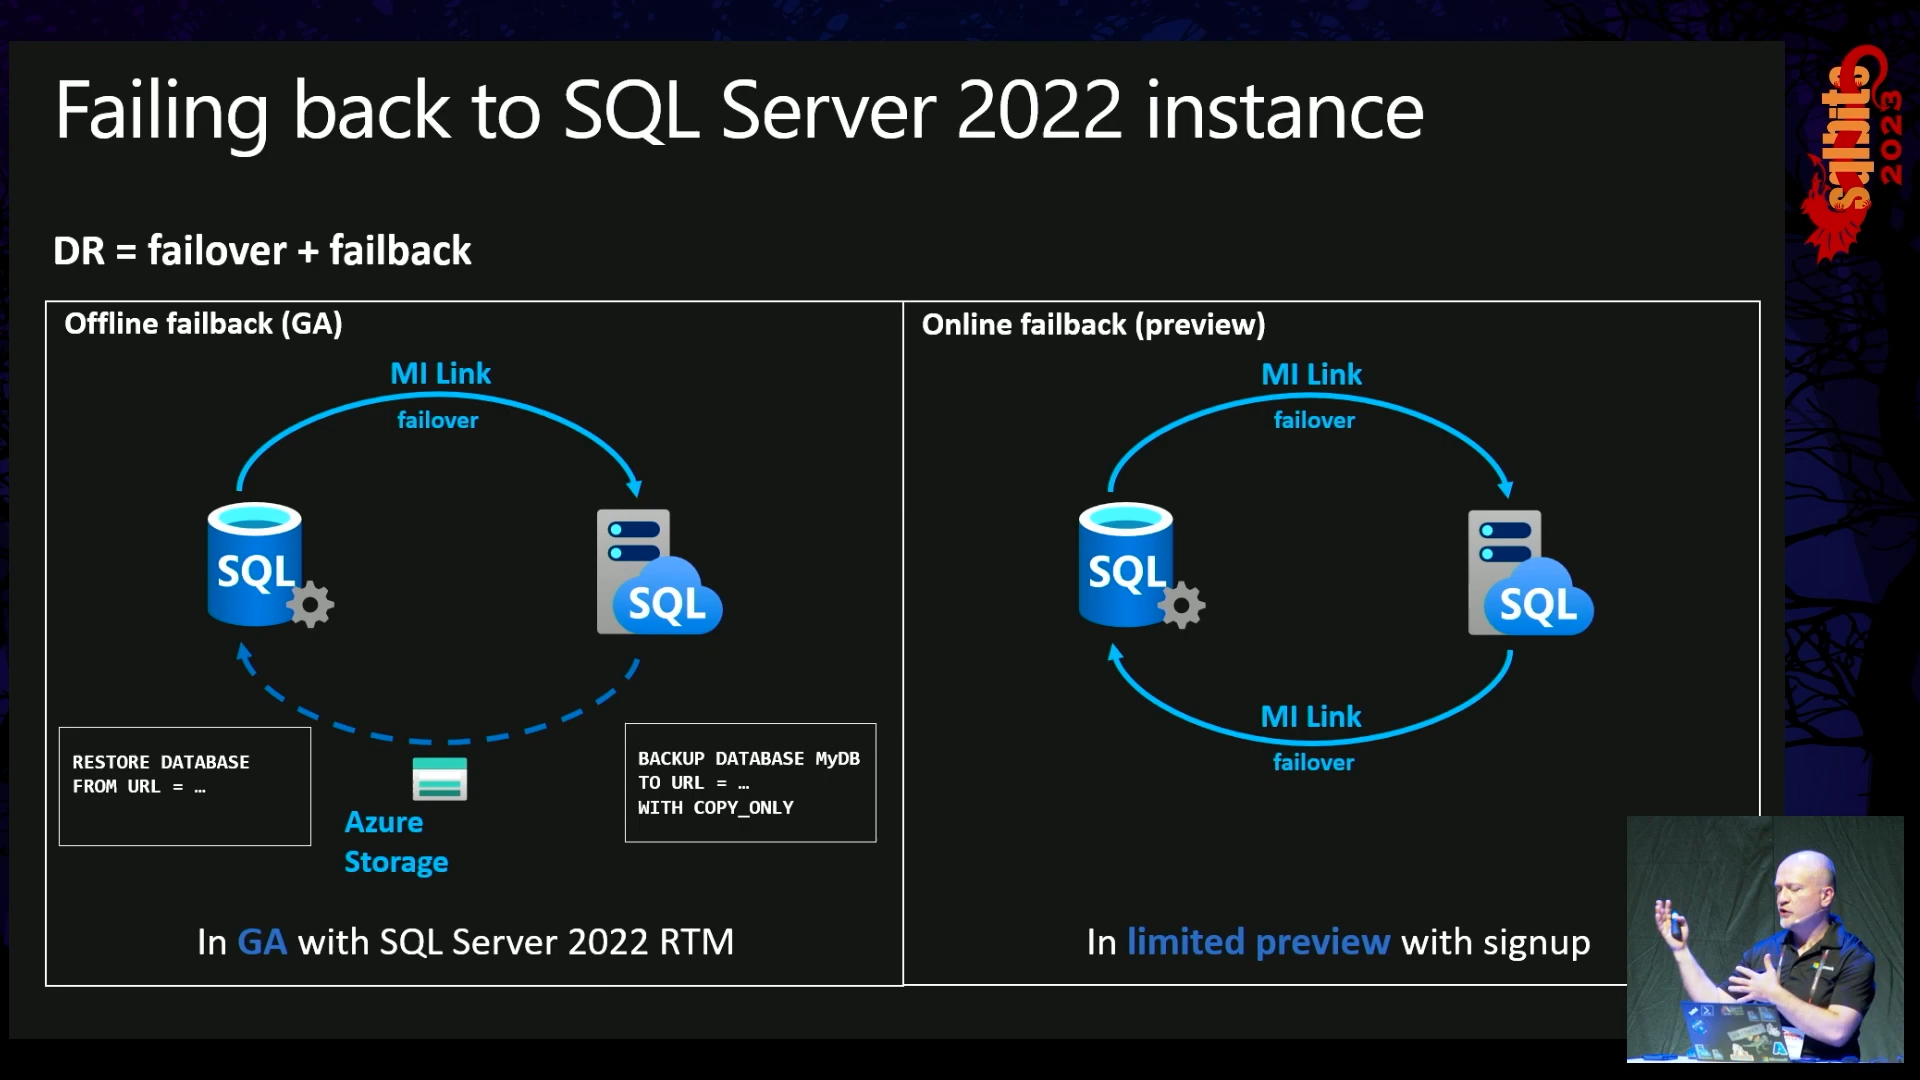 Failing back to SQL Server 2022 instance
sqlbits
2023
DR = failover + failback
Offline failback (GA)
MI Link
failover
SQL
SQL
RESTORE DATABASE
FROM URL = …
Azure
Storage
BACKUP DATABASE MyDB
TO URL = …
WITH COPY_ONLY
In GA with SQL Server 2022 RTM
Online failback (preview)
MI Link
failover
SQL
SQL
MI Link
failover
In limited preview with signup